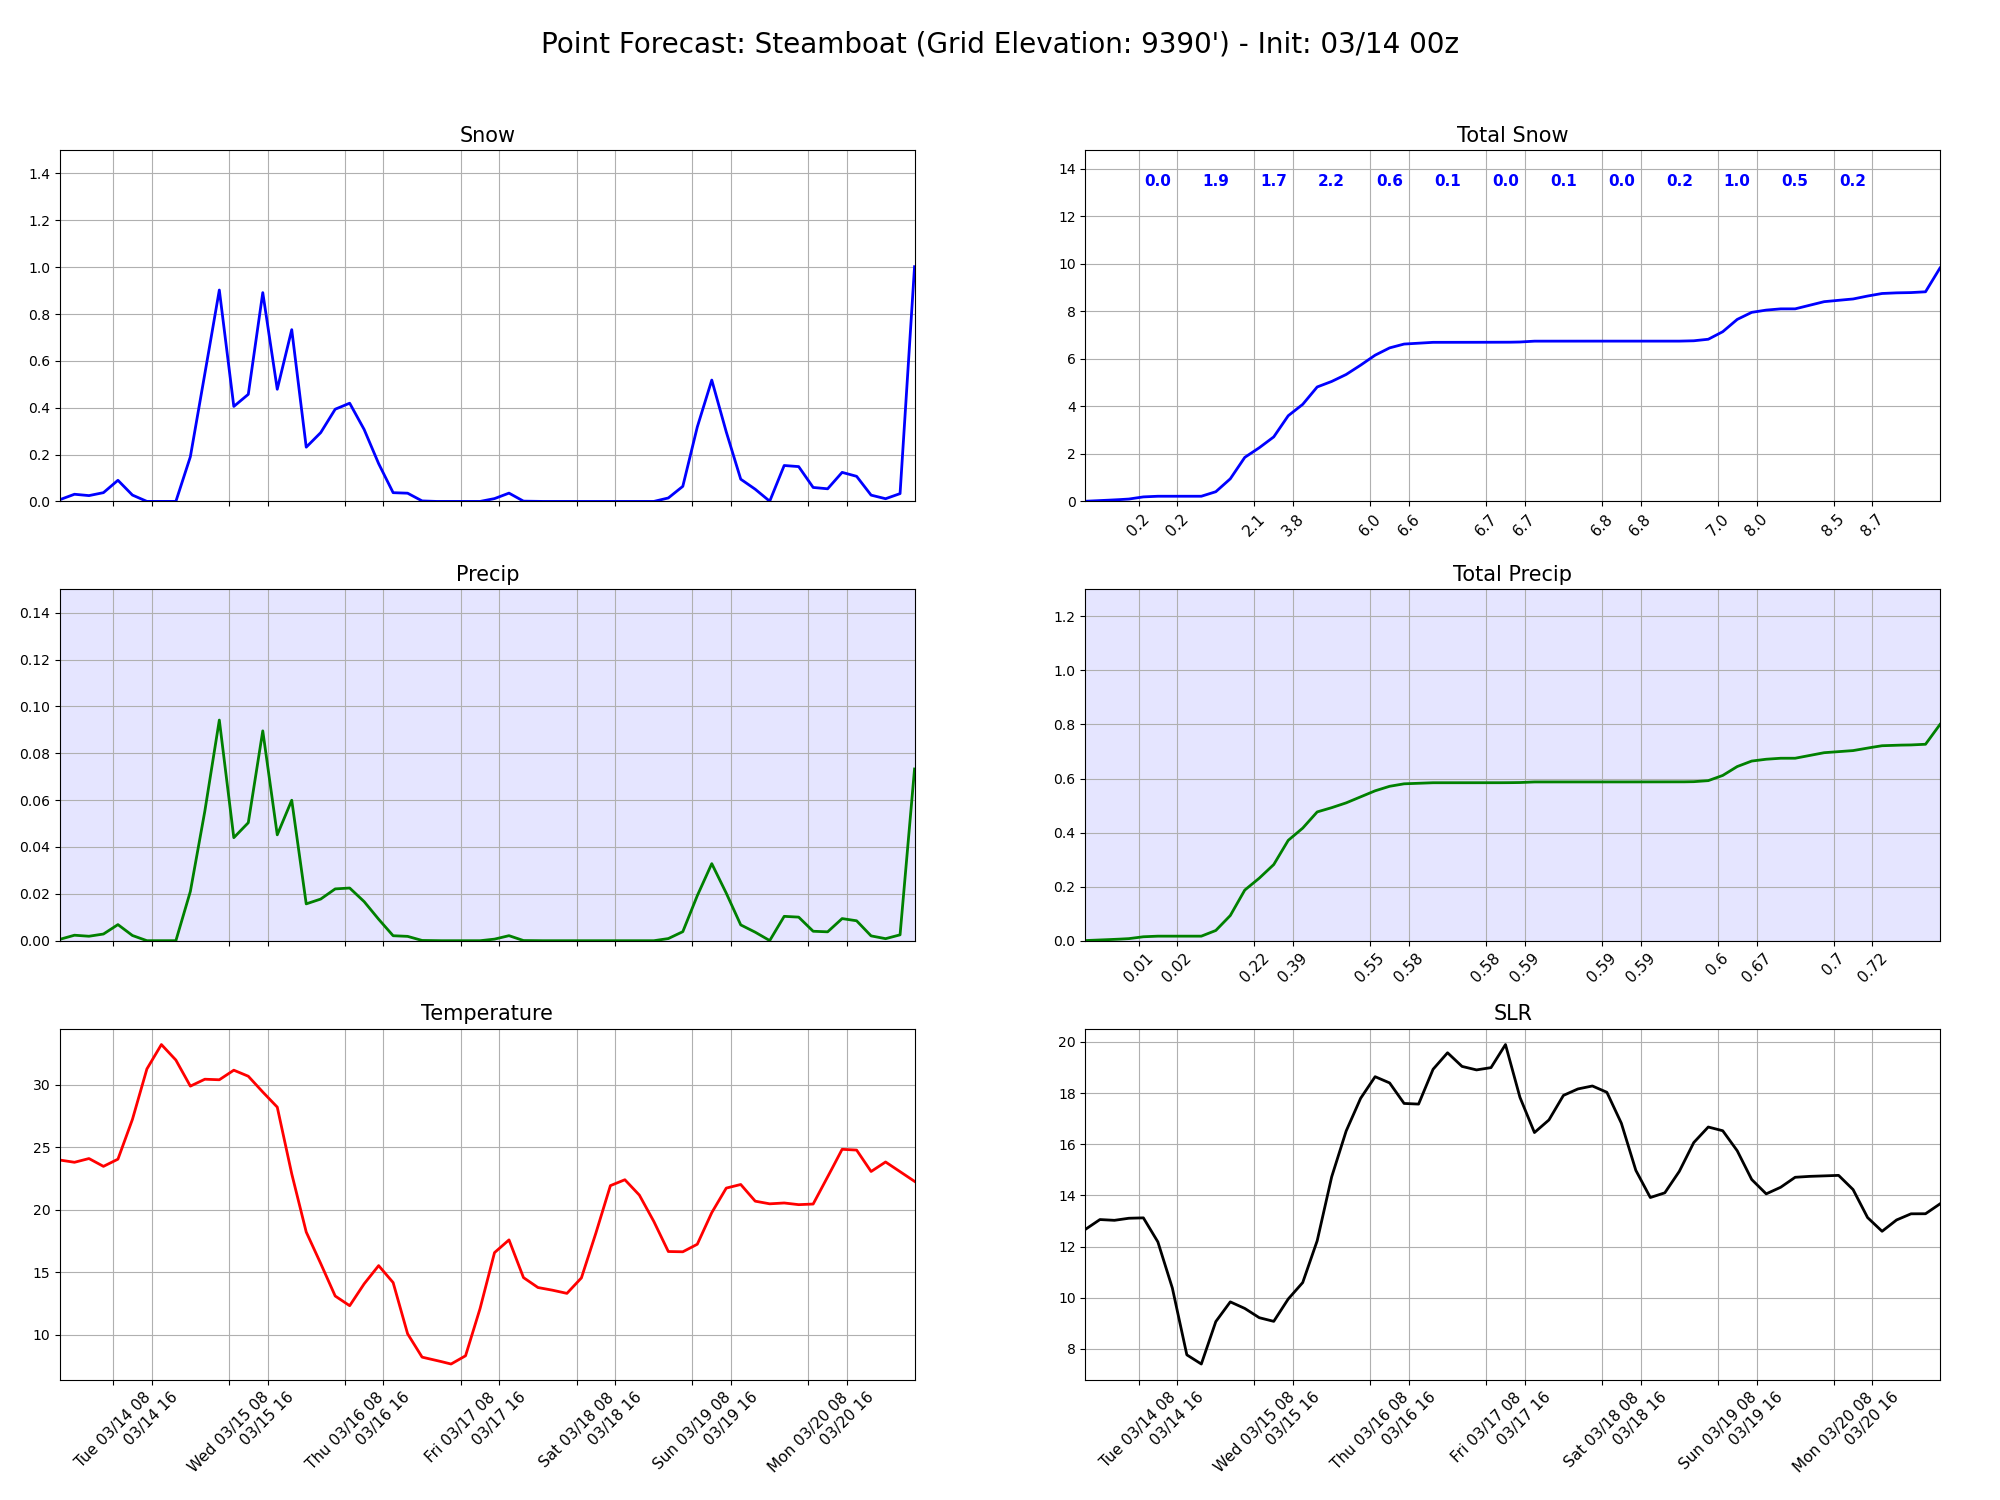 Point Forecast: Steamboat (Grid Elevation: 9390') - Init: 03/14 00z
Snow
1.4
1.2
1.0
0.8
0.6
0.4
0.2
0.0
Total Snow
14
12
10
8
6
4
2
0
0.0 1.9 1.7 2.2 0.6 0.1 0.0 0.1 0.0 0.2 1.0 0.5 0.2
0.2 0.2 2.1 3.8 6.0 6.6 6.7 6.7 6.8 6.8 7.0 8.0 8.5 8.7
Precip
0.14
0.12
0.10
0.08
0.06
0.04
0.02
0.00
Total Precip
1.2
1.0
0.8
0.6
0.4
0.2
0.0
0.01 0.02 0.22 0.39 0.55 0.58 0.58 0.59 0.59 0.59 0.6 0.67 0.7 0.72
Temperature
30
25
20
15
10
Tue 03/14 08
03/14 16
Wed 03/15 08
03/15 16
Thu 03/16 08
03/16 16
Fri 03/17 08
03/17 16
Sat 03/18 08
03/18 16
Sun 03/19 08
03/19 16
Mon 03/20 08
03/20 16
SLR
20
18
16
14
12
10
8
Tue 03/14 08
03/14 16
Wed 03/15 08
03/15 16
Thu 03/16 08
03/16 16
Fri 03/17 08
03/17 16
Sat 03/18 08
03/18 16
Sun 03/19 08
03/19 16
Mon 03/20 08
03/20 16